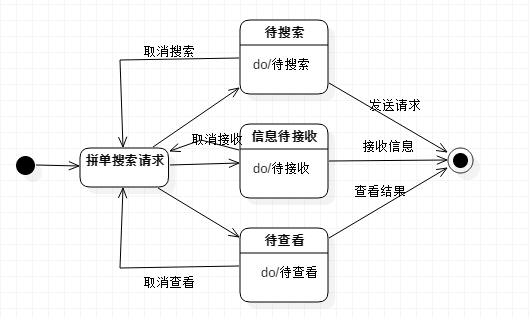 待搜索
取消搜索
do/待搜索
发送请求
取消接收
信息待接收
拼单搜索请求
接收信息
do/待接收
查看结果
待查看
do/待查看
取消查看